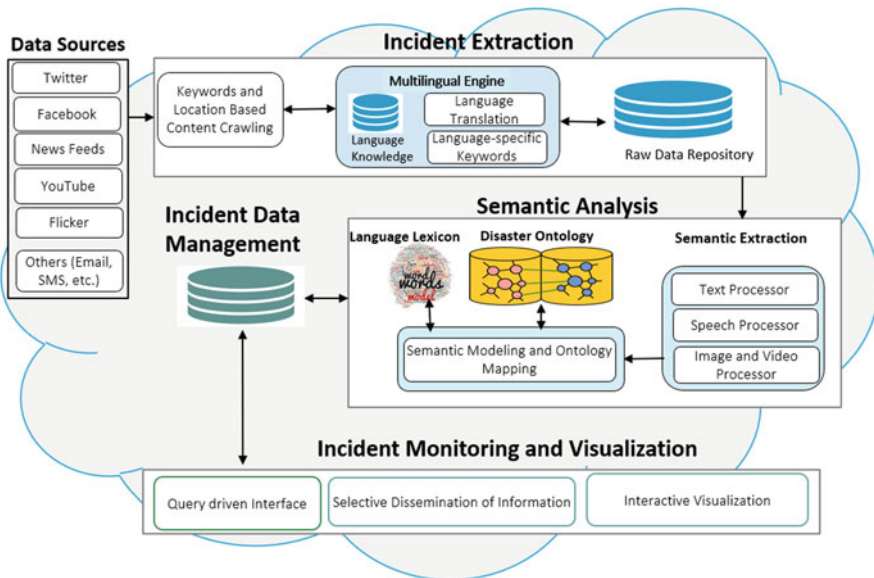 Data Sources
Twitter
Facebook
News Feeds
YouTube
Flicker
Others (Email,
SMS, etc.)
Incident Extraction
Keywords and
Location Based
Content Crawling
Multilingual Engine
Language
Knowledge
Language
Translation
Language-specific
Keywords
Raw Data Repository
Incident Data
Management
Semantic Analysis
Language Lexicon
word
words
model
Disaster Ontology
Semantic Extraction
Text Processor
Speech Processor
Image and Video
Processor
Semantic Modeling and Ontology
Mapping
Incident Monitoring and Visualization
Query driven Interface
Selective Dissemination of Information
Interactive Visualization